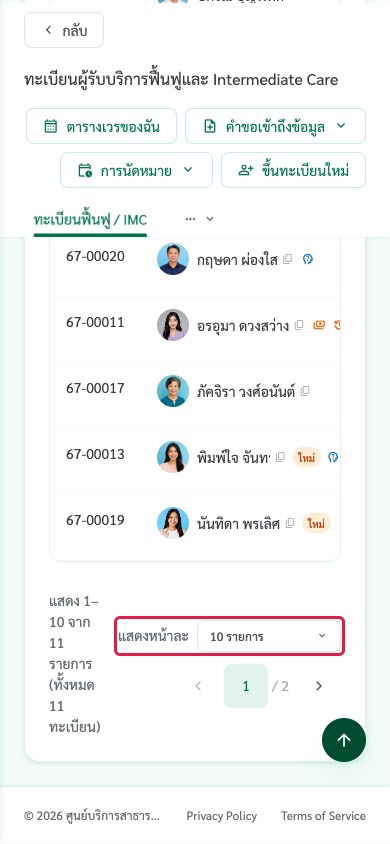 กลับ
ทะเบียนผู้รับบริการฟื้นฟูและ Intermediate Care
ตารางเวรของฉัน
คำขอเข้าถึงข้อมูล
การนัดหมาย
ขึ้นทะเบียนใหม่
ทะเบียนฟื้นฟู / IMC
67-00020 กฤษดา ผ่องใส
67-00011 อรอุมา ดวงสว่าง
67-00017 ภัคจิรา วงศ์อนันต์
67-00013 พิมพ์ใจ จันท ใหม่
67-00019 นันทิดา พรเลิศ ใหม่
แสดง 1–
10 จาก
11
รายการ
(ทั้งหมด
11
ทะเบียน)
แสดงหน้าละ 10 รายการ
1 / 2
© 2026 ศูนย์บริการสาธาร... Privacy Policy Terms of Service